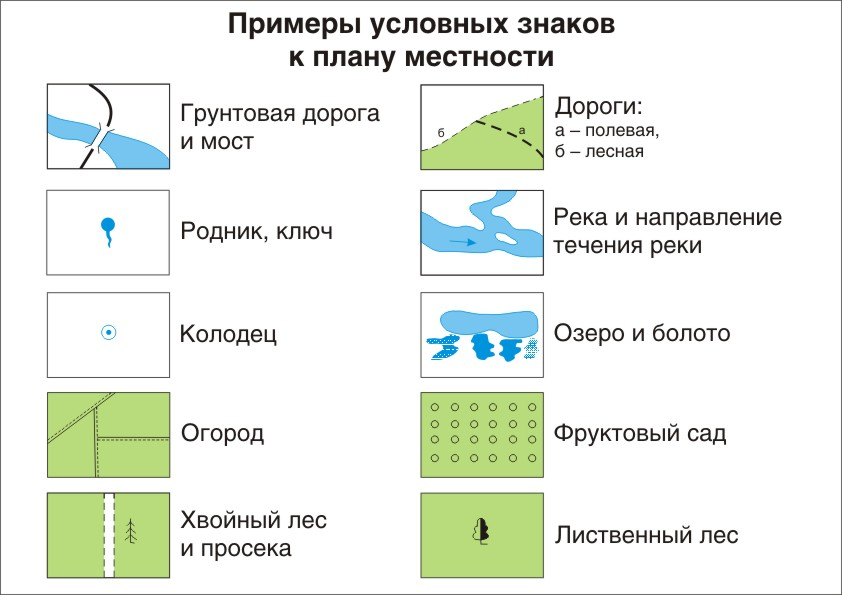 Примеры условных знаков
к плану местности
Грунтовая дорога
и мост
б
а
Дороги:
а – полевая,
б – лесная
Родник, ключ
Река и направление
течения реки
Колодец
Озеро и болото
Огород
Фруктовый сад
Хвойный лес
и просека
Лиственный лес